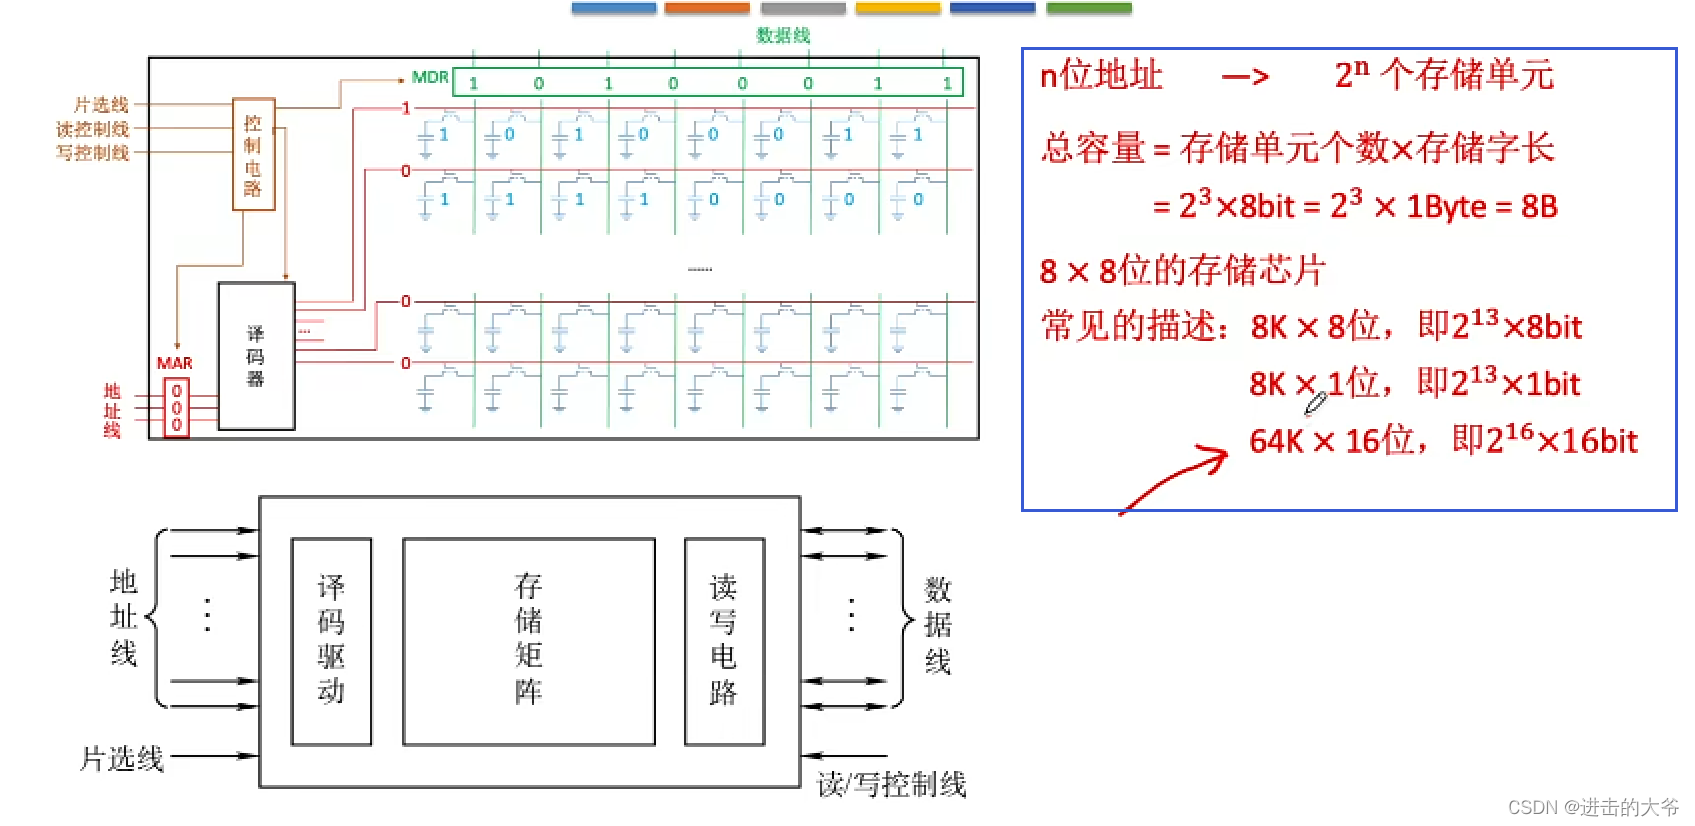 数据线
MDR 1 0 1 0 0 0 1 1
片选线
读控制线
写控制线
控制电路
1
1 0 1 0 0 0 1 1
0
1 1 1 1 0 0 0 0
......
0
0
译码器
...
MAR
地址线
0
0
0
n位地址 —> 2ⁿ 个存储单元
总容量 = 存储单元个数×存储字长
= 2³×8bit = 2³ × 1Byte = 8B
8 × 8位的存储芯片
常见的描述：8K × 8位，即2¹³×8bit
8K × 1位，即2¹³×1bit
64K × 16位，即2¹⁶×16bit
地址线
译码驱动
存储矩阵
读写电路
数据线
片选线
读/写控制线
CSDN @进击的大爷